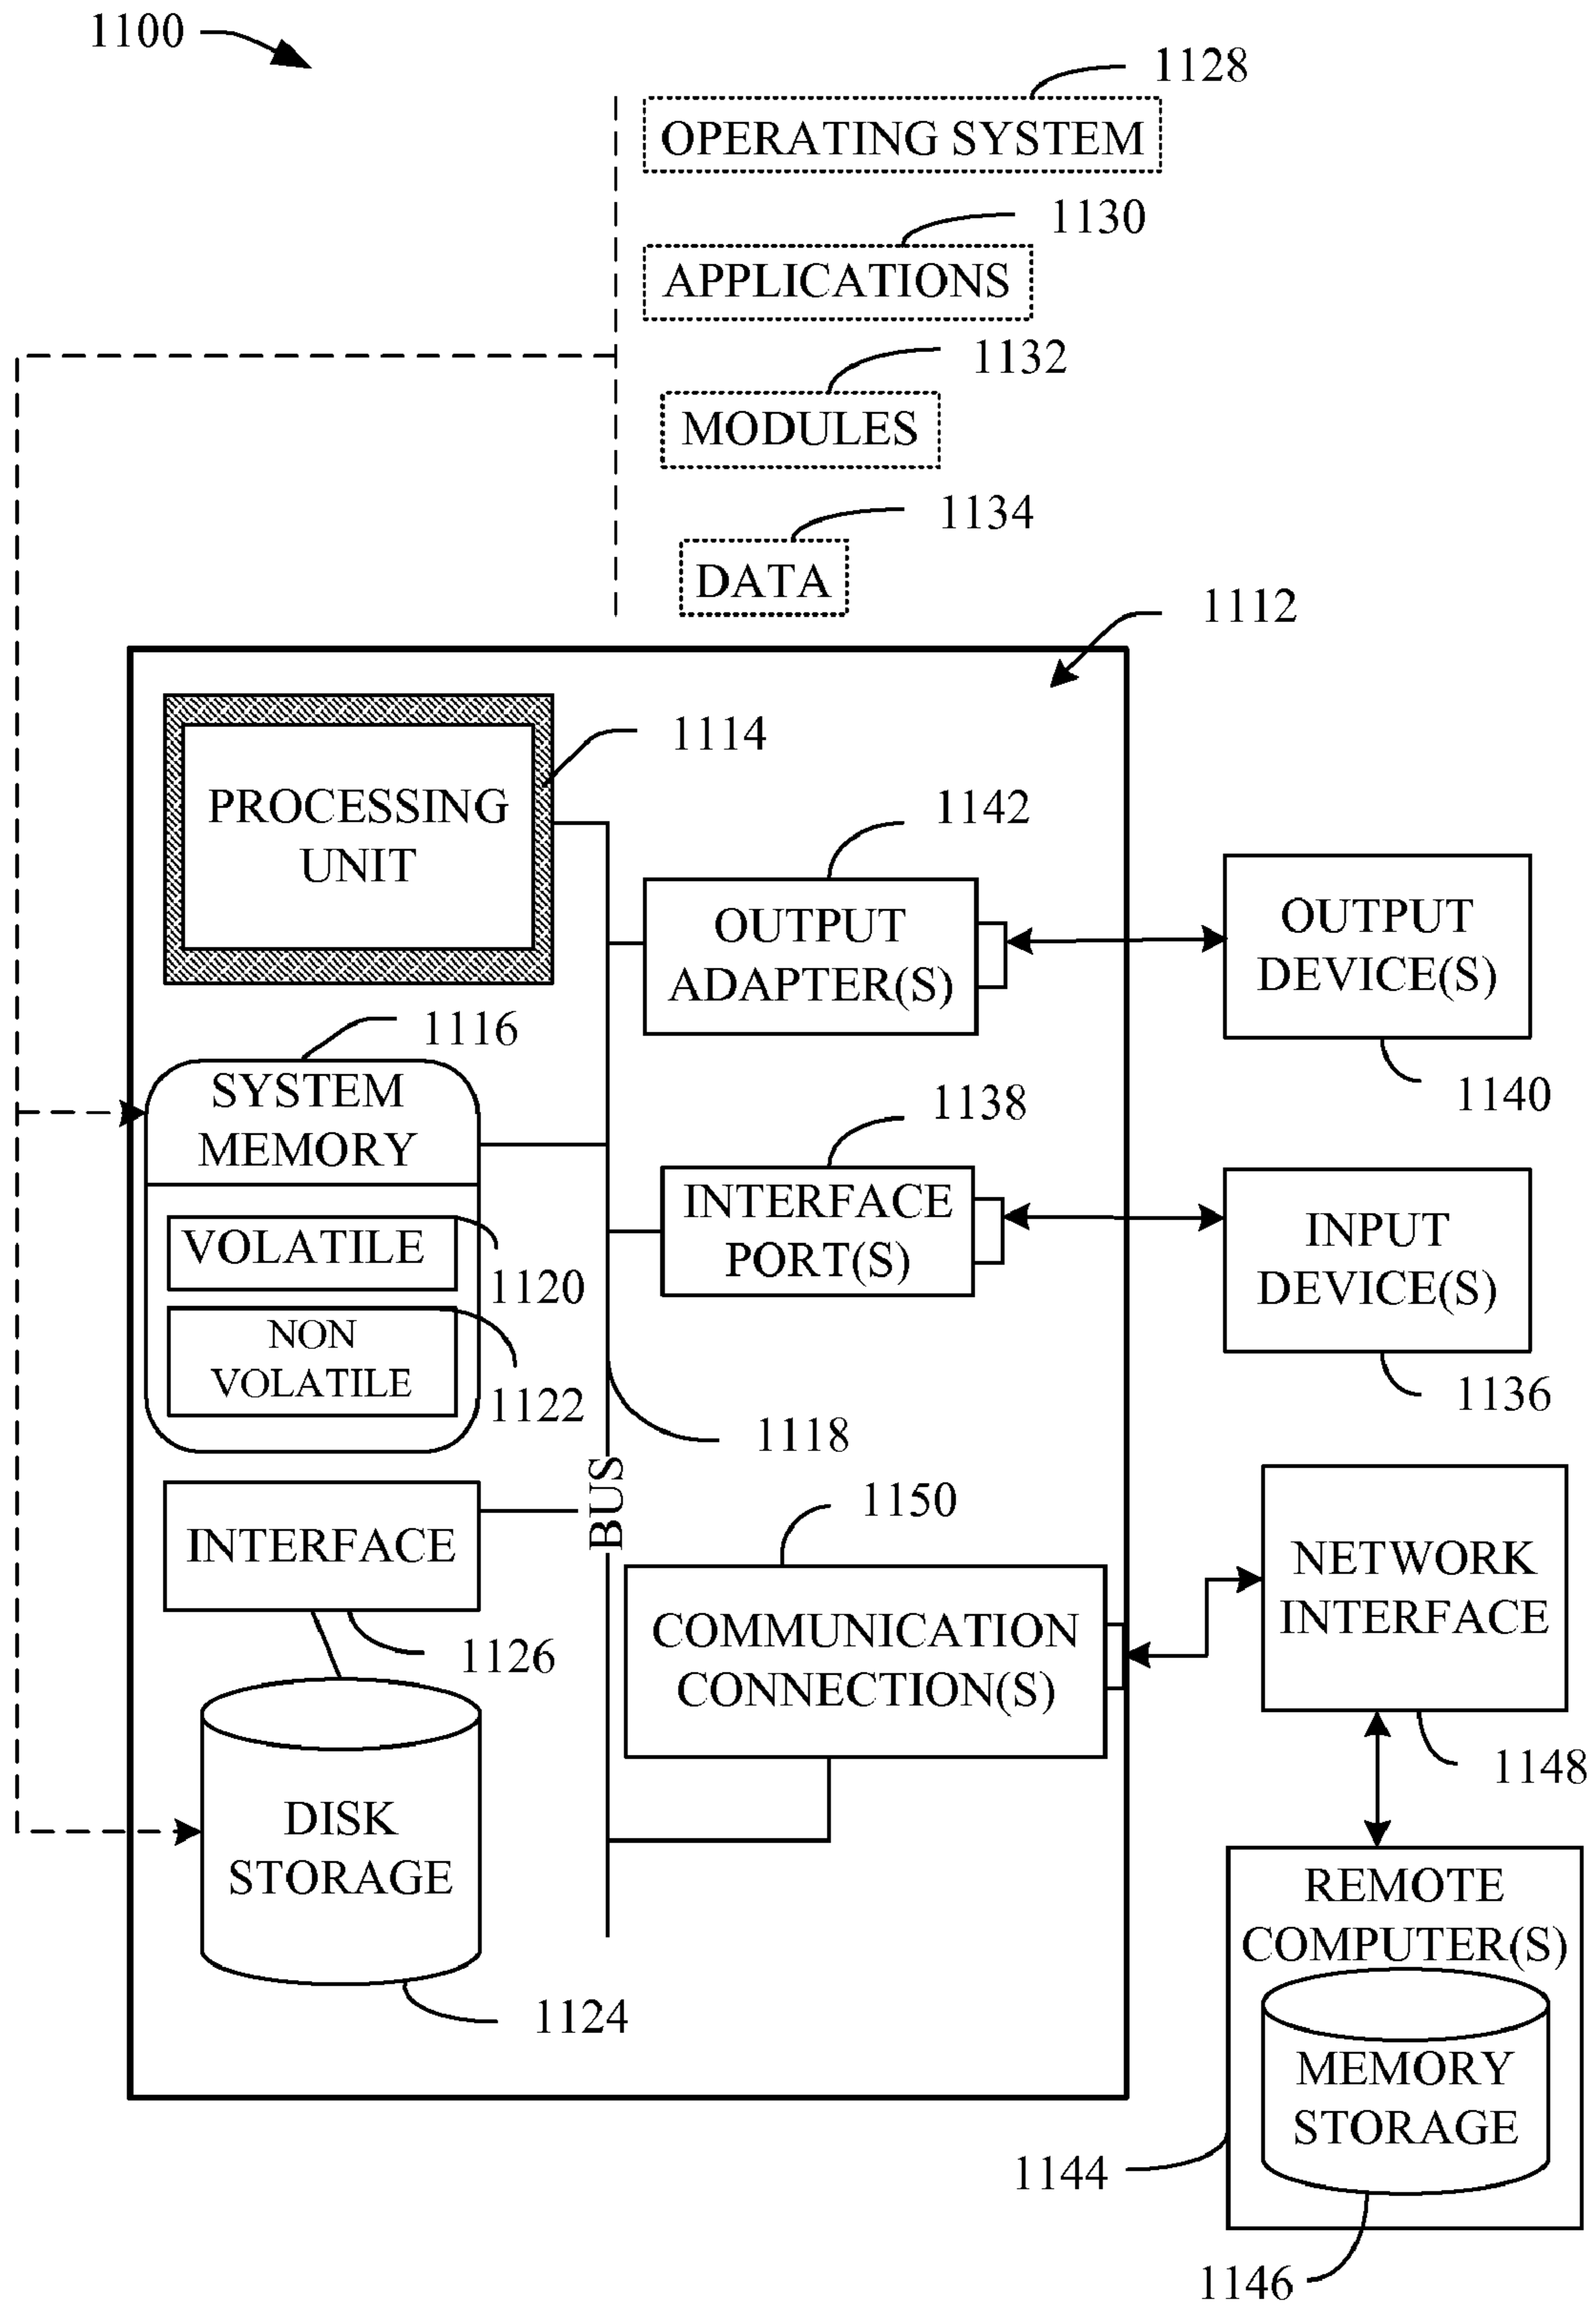 1100
1128
OPERATING SYSTEM
1130
APPLICATIONS
1132
MODULES
1134
DATA
1112
PROCESSING
UNIT
1114
1142
OUTPUT
ADAPTER(S)
OUTPUT
DEVICE(S)
1140
1116
SYSTEM
MEMORY
VOLATILE
1120
NON
VOLATILE
1122
1138
INTERFACE
PORT(S)
INPUT
DEVICE(S)
1136
1118
BUS
INTERFACE
1126
1150
COMMUNICATION
CONNECTION(S)
NETWORK
INTERFACE
1148
DISK
STORAGE
1124
REMOTE
COMPUTER(S)
MEMORY
STORAGE
1144
1146